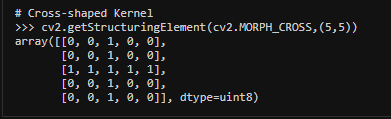 # Cross-shaped Kernel
>>> cv2.getStructuringElement(cv2.MORPH_CROSS,(5,5))
array([[0, 0, 1, 0, 0],
       [0, 0, 1, 0, 0],
       [1, 1, 1, 1, 1],
       [0, 0, 1, 0, 0],
       [0, 0, 1, 0, 0]], dtype=uint8)